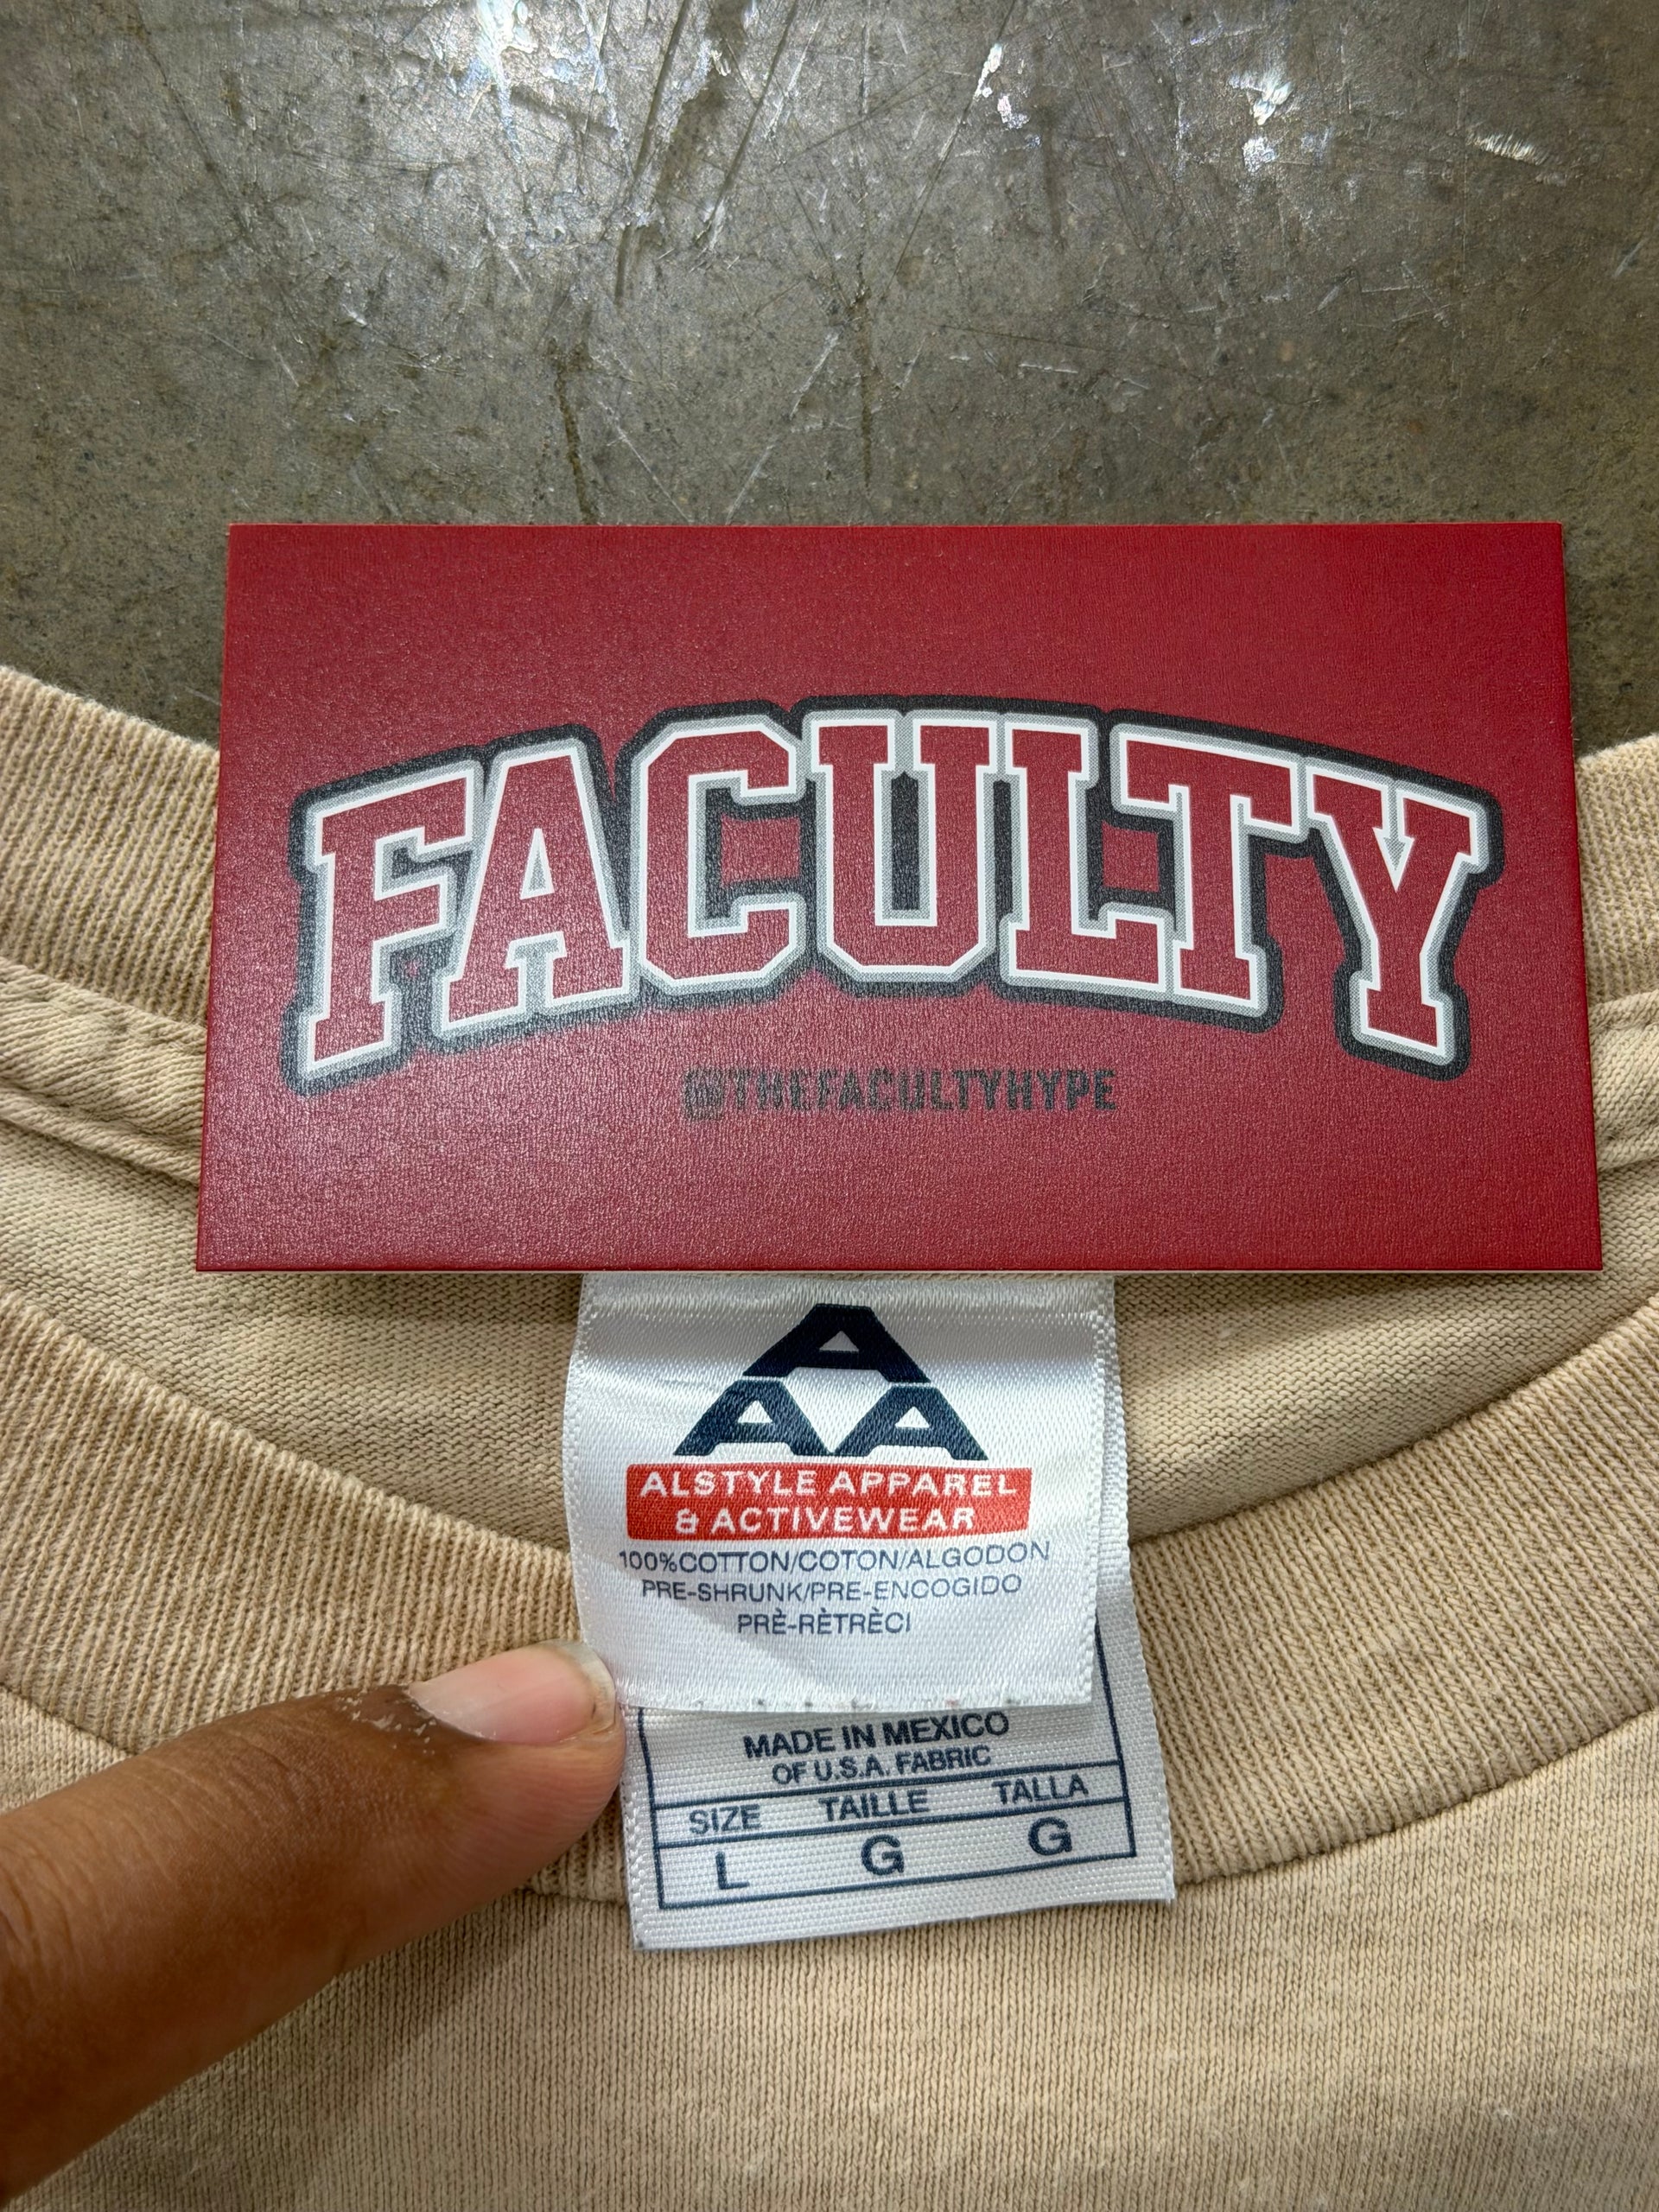 FACULTY
@THEFACULTYHYPE
A
AA
ALSTYLE APPAREL
& ACTIVEWEAR
100%COTTON/COTON/ALGODON
PRE-SHRUNK/PRE-ENCOGIDO
PRÈ-RÈTRÈCI
MADE IN MEXICO
OF U.S.A. FABRIC
SIZE TAILLE TALLA
L G G